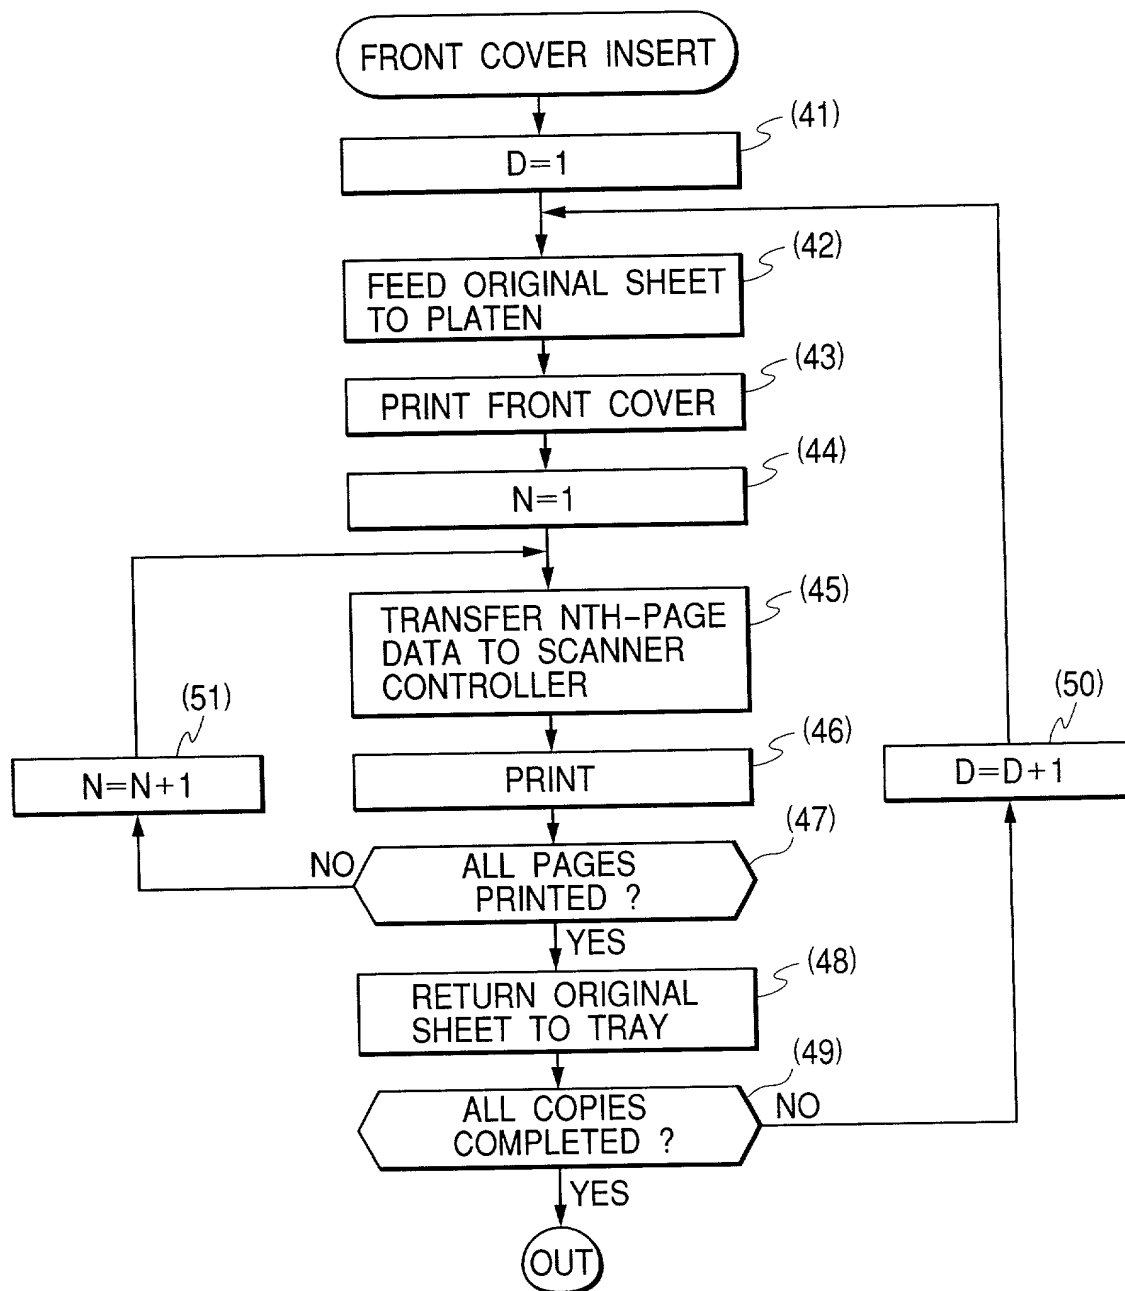 FRONT COVER INSERT
(41)
D=1
(42)
FEED ORIGINAL SHEET
TO PLATEN
(43)
PRINT FRONT COVER
(44)
N=1
(45)
TRANSFER NTH-PAGE
DATA TO SCANNER
CONTROLLER
(51)
N=N+1
(50)
D=D+1
(46)
PRINT
(47)
ALL PAGES
PRINTED ?
NO
YES
(48)
RETURN ORIGINAL
SHEET TO TRAY
(49)
ALL COPIES
COMPLETED ?
NO
YES
OUT